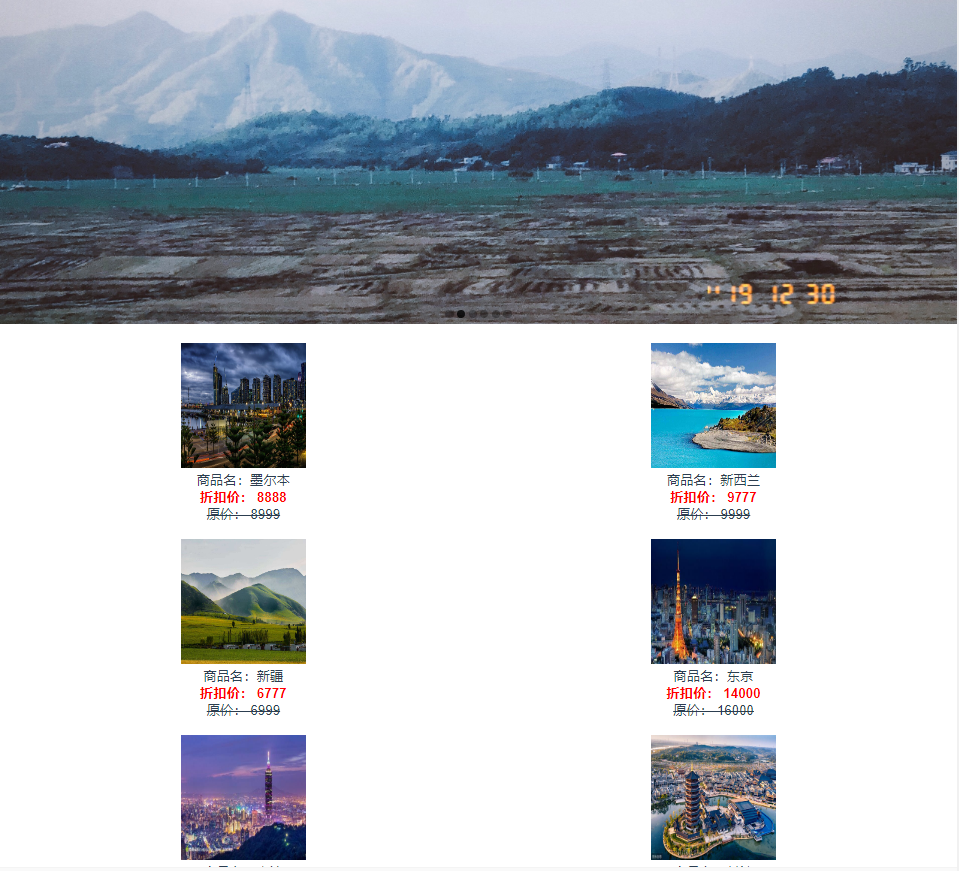 '' 19 12 30
商品名：墨尔本
折扣价： 8888
原价： 8999
商品名：新西兰
折扣价： 9777
原价： 9999
商品名：新疆
折扣价： 6777
原价： 6999
商品名：东京
折扣价： 14000
原价： 16000